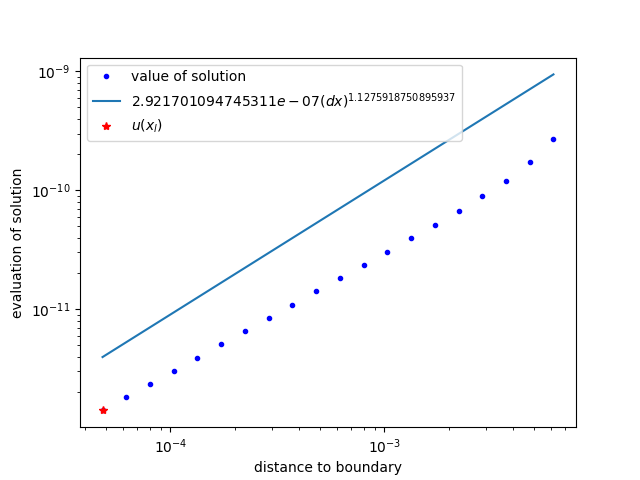 10⁻⁹
10⁻¹⁰
10⁻¹¹
evaluation of solution
value of solution
2.921701094745311e − 07(dx)^1.1275918750895937
u(x_l)
10⁻⁴
10⁻³
distance to boundary